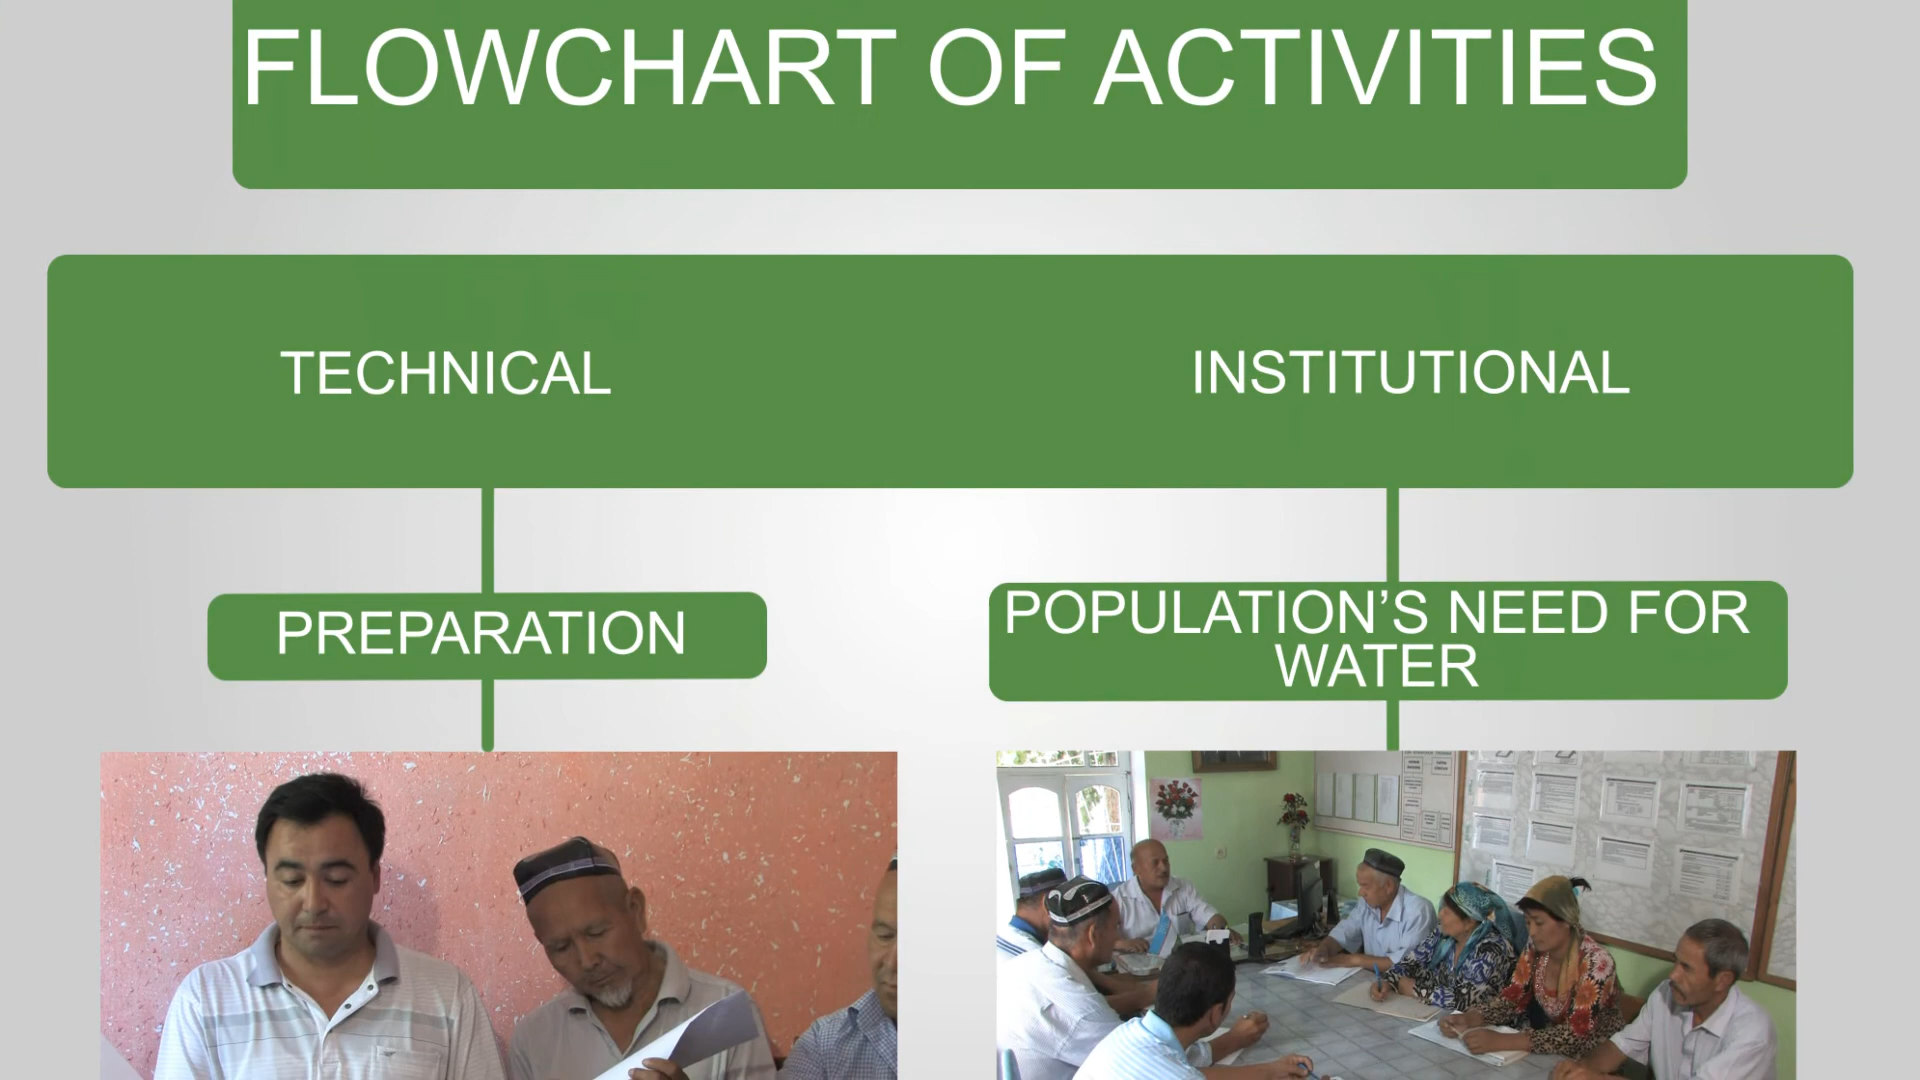 FLOWCHART OF ACTIVITIES
TECHNICAL
INSTITUTIONAL
PREPARATION
POPULATION’S NEED FOR
WATER